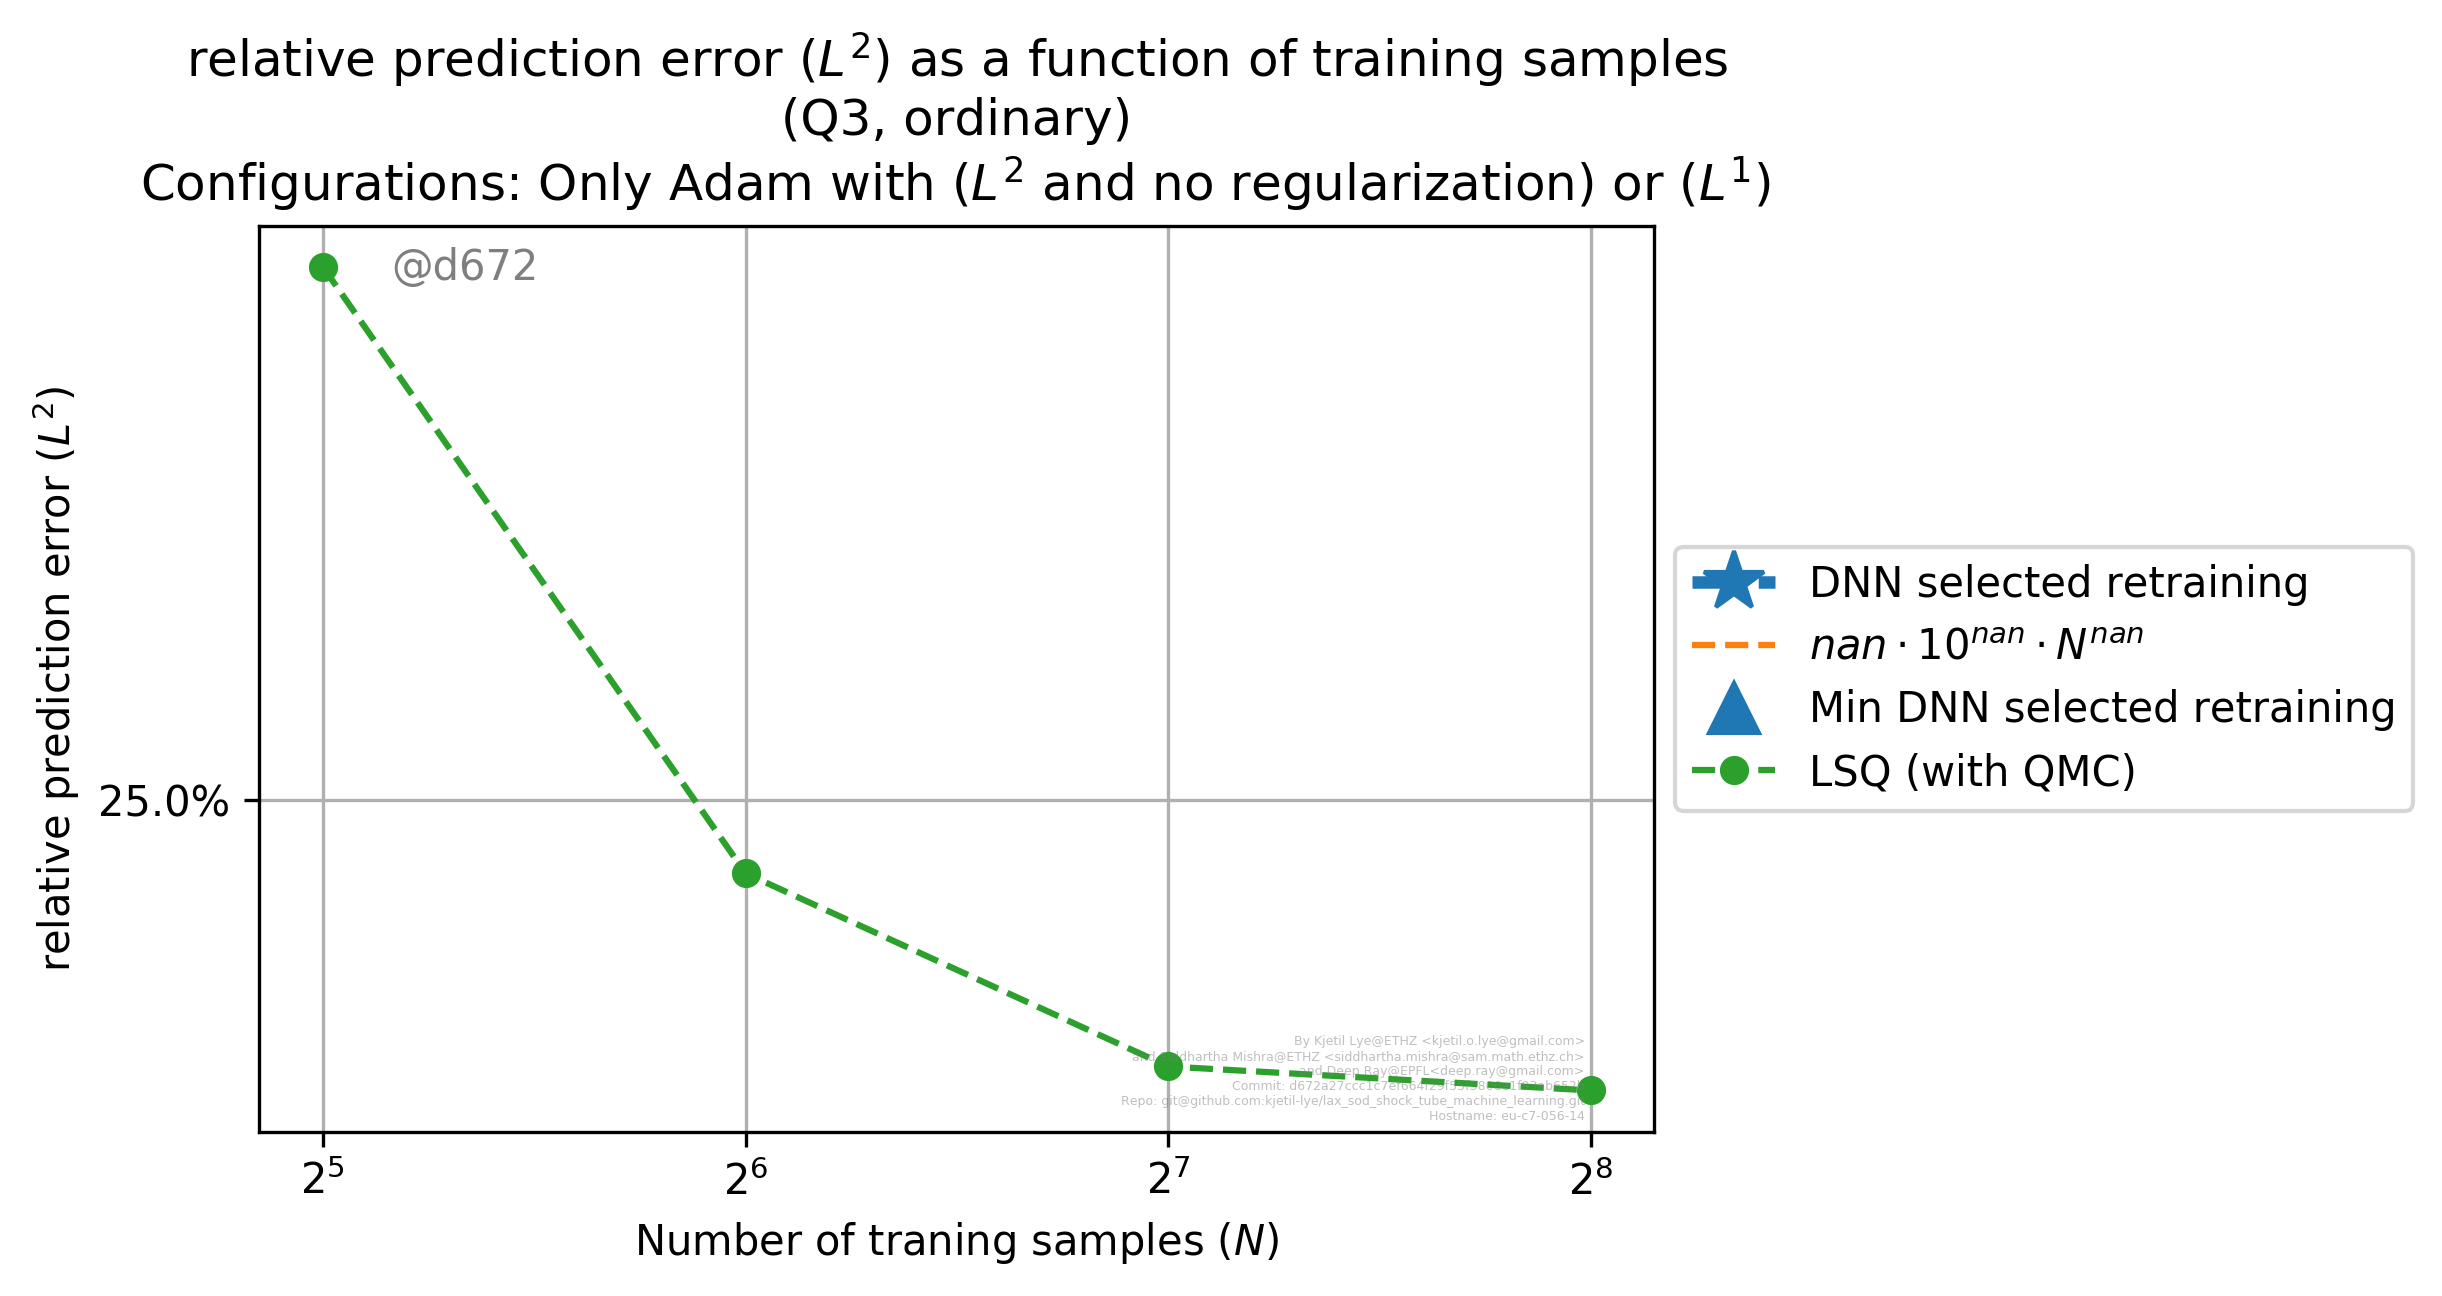 relative prediction error (L²) as a function of training samples
(Q3, ordinary)
Configurations: Only Adam with (L² and no regularization) or (L¹)
@d672
relative prediction error (L²)
25.0%
DNN selected retraining
nan · 10^nan · N^nan
Min DNN selected retraining
LSQ (with QMC)
By Kjetil Lye@ETHZ <kjetil.o.lye@gmail.com>
Mishra@ETHZ <siddhartha.mishra@sam.math.ethz.ch>
and Deep Ray@EPFL<deep.ray@gmail.com>
Commit:
Repo: git@github.com:kjetil-lye/lax_sod_shock_tube_machine_learning.git
Hostname: eu-c7-056-14
2⁵ 2⁶ 2⁷ 2⁸
Number of traning samples (N)